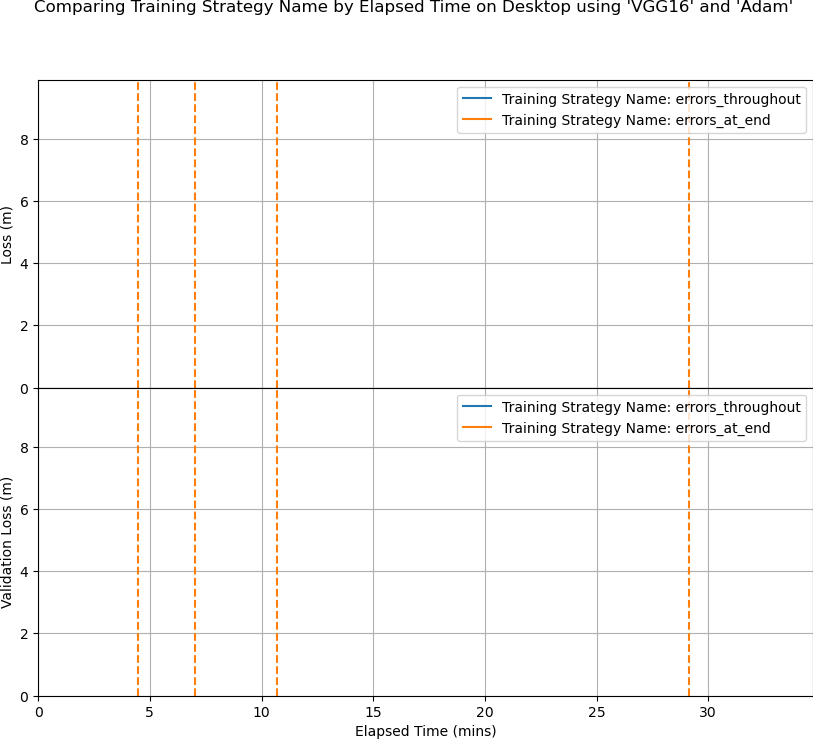 Comparing Training Strategy Name by Elapsed Time on Desktop using 'VGG16' and 'Adam'
Training Strategy Name: errors_throughout
Training Strategy Name: errors_at_end
8
6
4
2
0
Loss (m)
Training Strategy Name: errors_throughout
Training Strategy Name: errors_at_end
8
6
4
2
0
Validation Loss (m)
0 5 10 15 20 25 30
Elapsed Time (mins)